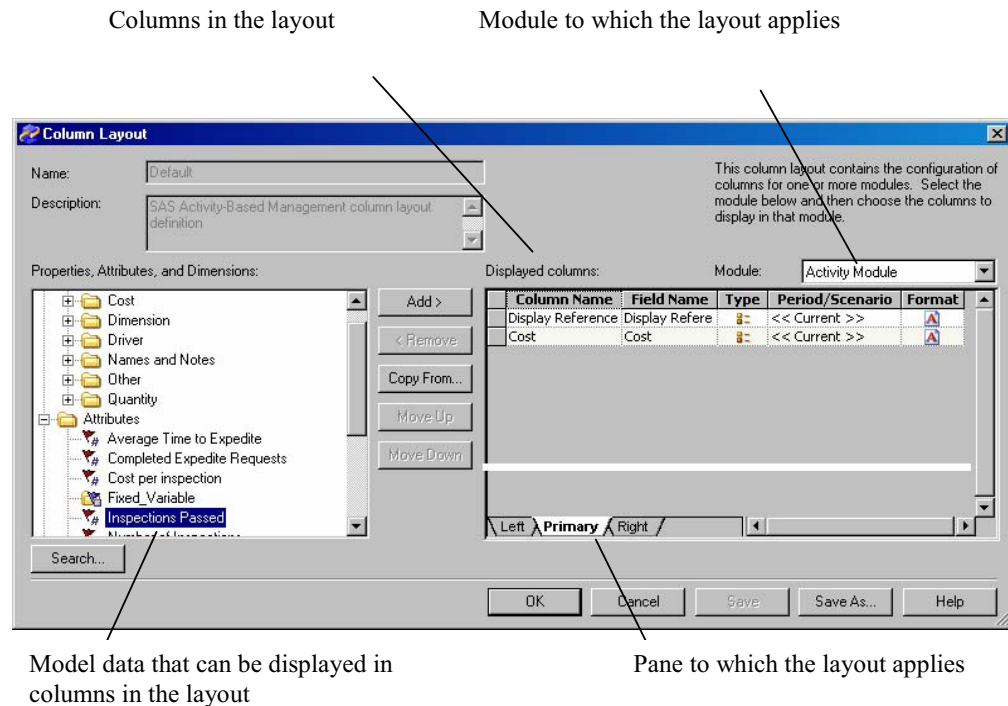 Columns in the layout
Module to which the layout applies
Column Layout
Name:
Default
Description:
SAS Activity-Based Management column layout
definition
This column layout contains the configuration of
columns for one or more modules. Select the
module below and then choose the columns to
display in that module.
Properties, Attributes, and Dimensions:
Displayed columns:
Module:
Activity Module
Cost
Dimension
Driver
Names and Notes
Other
Quantity
Attributes
Average Time to Expedite
Completed Expedite Requests
Cost per inspection
Fixed_Variable
Inspections Passed
Number of Inspections
Add >
< Remove
Copy From...
Move Up
Move Down
Column Name Field Name Type Period/Scenario Format
Display Reference Display Refere << Current >>
Cost Cost << Current >>
Left Primary Right
Search...
OK Cancel Save Save As... Help
Model data that can be displayed in
columns in the layout
Pane to which the layout applies